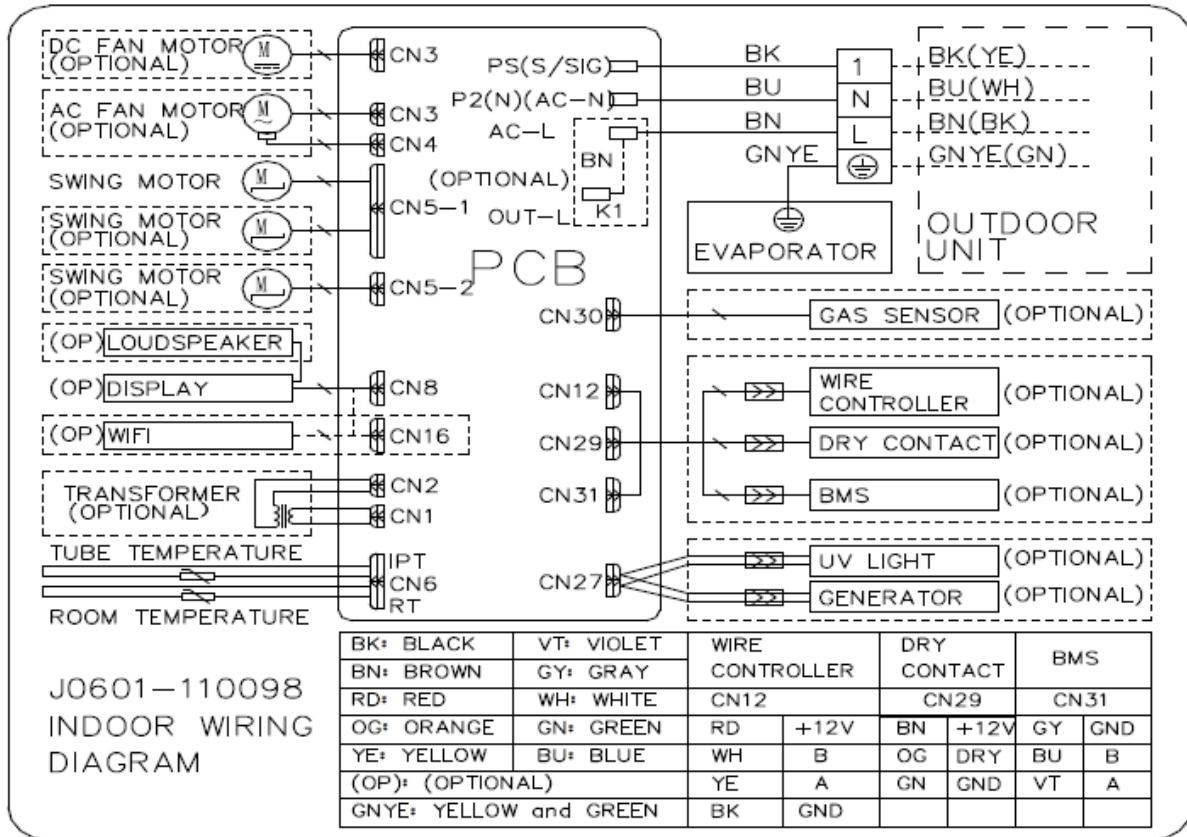 DC FAN MOTOR
(OPTIONAL)
M
CN3
AC FAN MOTOR
(OPTIONAL)
M
~
CN3
CN4
SWING MOTOR
M
SWING MOTOR
(OPTIONAL)
M
CN5-1
SWING MOTOR
(OPTIONAL)
M
CN5-2
(OP) LOUDSPEAKER
(OP) DISPLAY
CN8
(OP) WIFI
CN16
TRANSFORMER
(OPTIONAL)
CN2
CN1
TUBE TEMPERATURE
IPT
CN6
RT
ROOM TEMPERATURE
PCB
PS(S/SIG)
P2(N)(AC-N)
AC-L
BN
(OPTIONAL)
OUT-L
K1
CN30
CN12
CN29
CN31
CN27
BK 1 BK(YE)
BU N BU(WH)
BN L BN(BK)
GNYE GNYE(GN)
EVAPORATOR
OUTDOOR
UNIT
GAS SENSOR (OPTIONAL)
WIRE
CONTROLLER (OPTIONAL)
DRY CONTACT (OPTIONAL)
BMS (OPTIONAL)
UV LIGHT (OPTIONAL)
GENERATOR (OPTIONAL)
J0601-110098
INDOOR WIRING
DIAGRAM
BK: BLACK VT: VIOLET
BN: BROWN GY: GRAY
RD: RED WH: WHITE
OG: ORANGE GN: GREEN
YE: YELLOW BU: BLUE
(OP): (OPTIONAL)
GNYE: YELLOW and GREEN
WIRE
CONTROLLER
DRY
CONTACT
BMS
CN12 CN29 CN31
RD +12V BN +12V GY GND
WH B OG DRY BU B
YE A GN GND VT A
BK GND